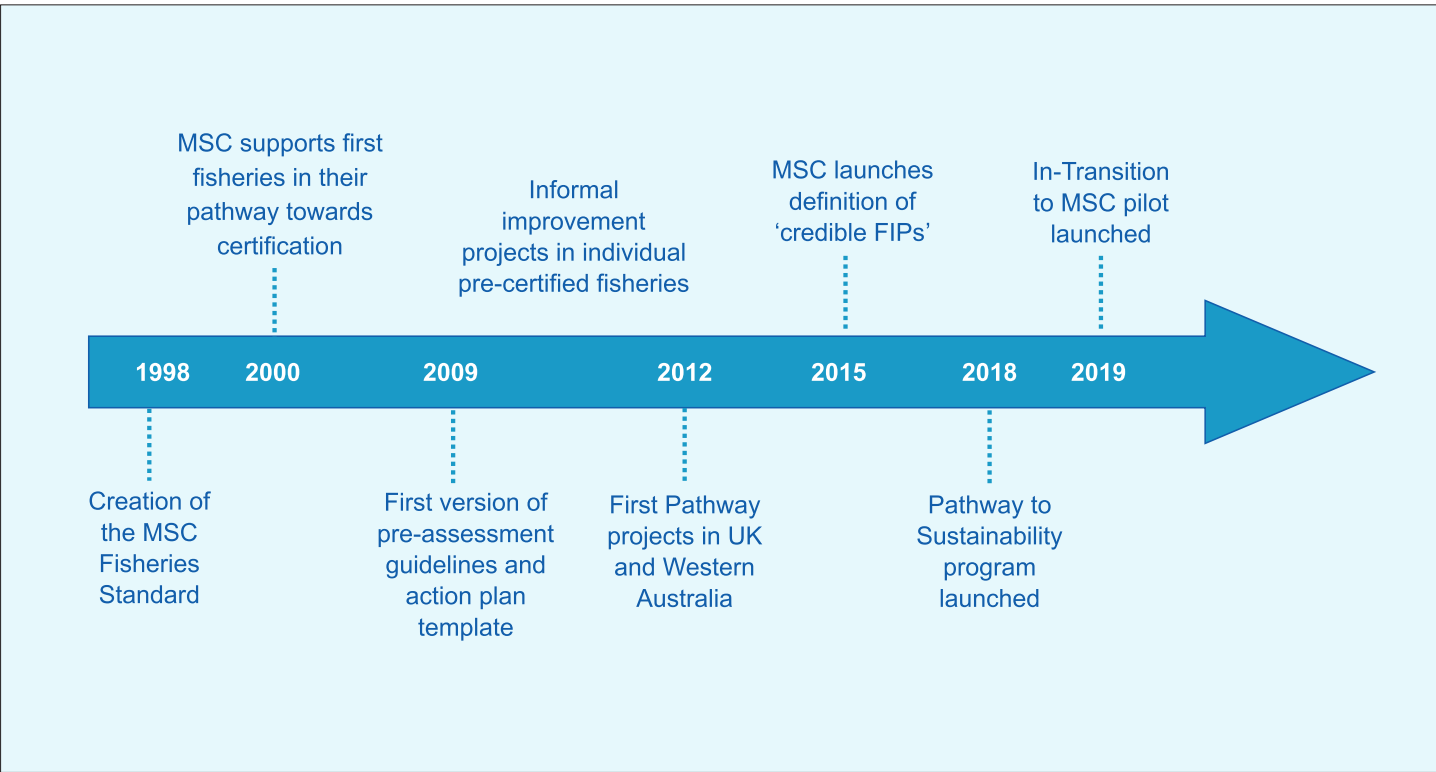 MSC supports first
fisheries in their
pathway towards
certification
Informal
improvement
projects in individual
pre-certified fisheries
MSC launches
definition of
‘credible FIPs’
In-Transition
to MSC pilot
launched
1998
2000
2009
2012
2015
2018
2019
Creation of
the MSC
Fisheries
Standard
First version of
pre-assessment
guidelines and
action plan
template
First Pathway
projects in UK
and Western
Australia
Pathway to
Sustainability
program
launched